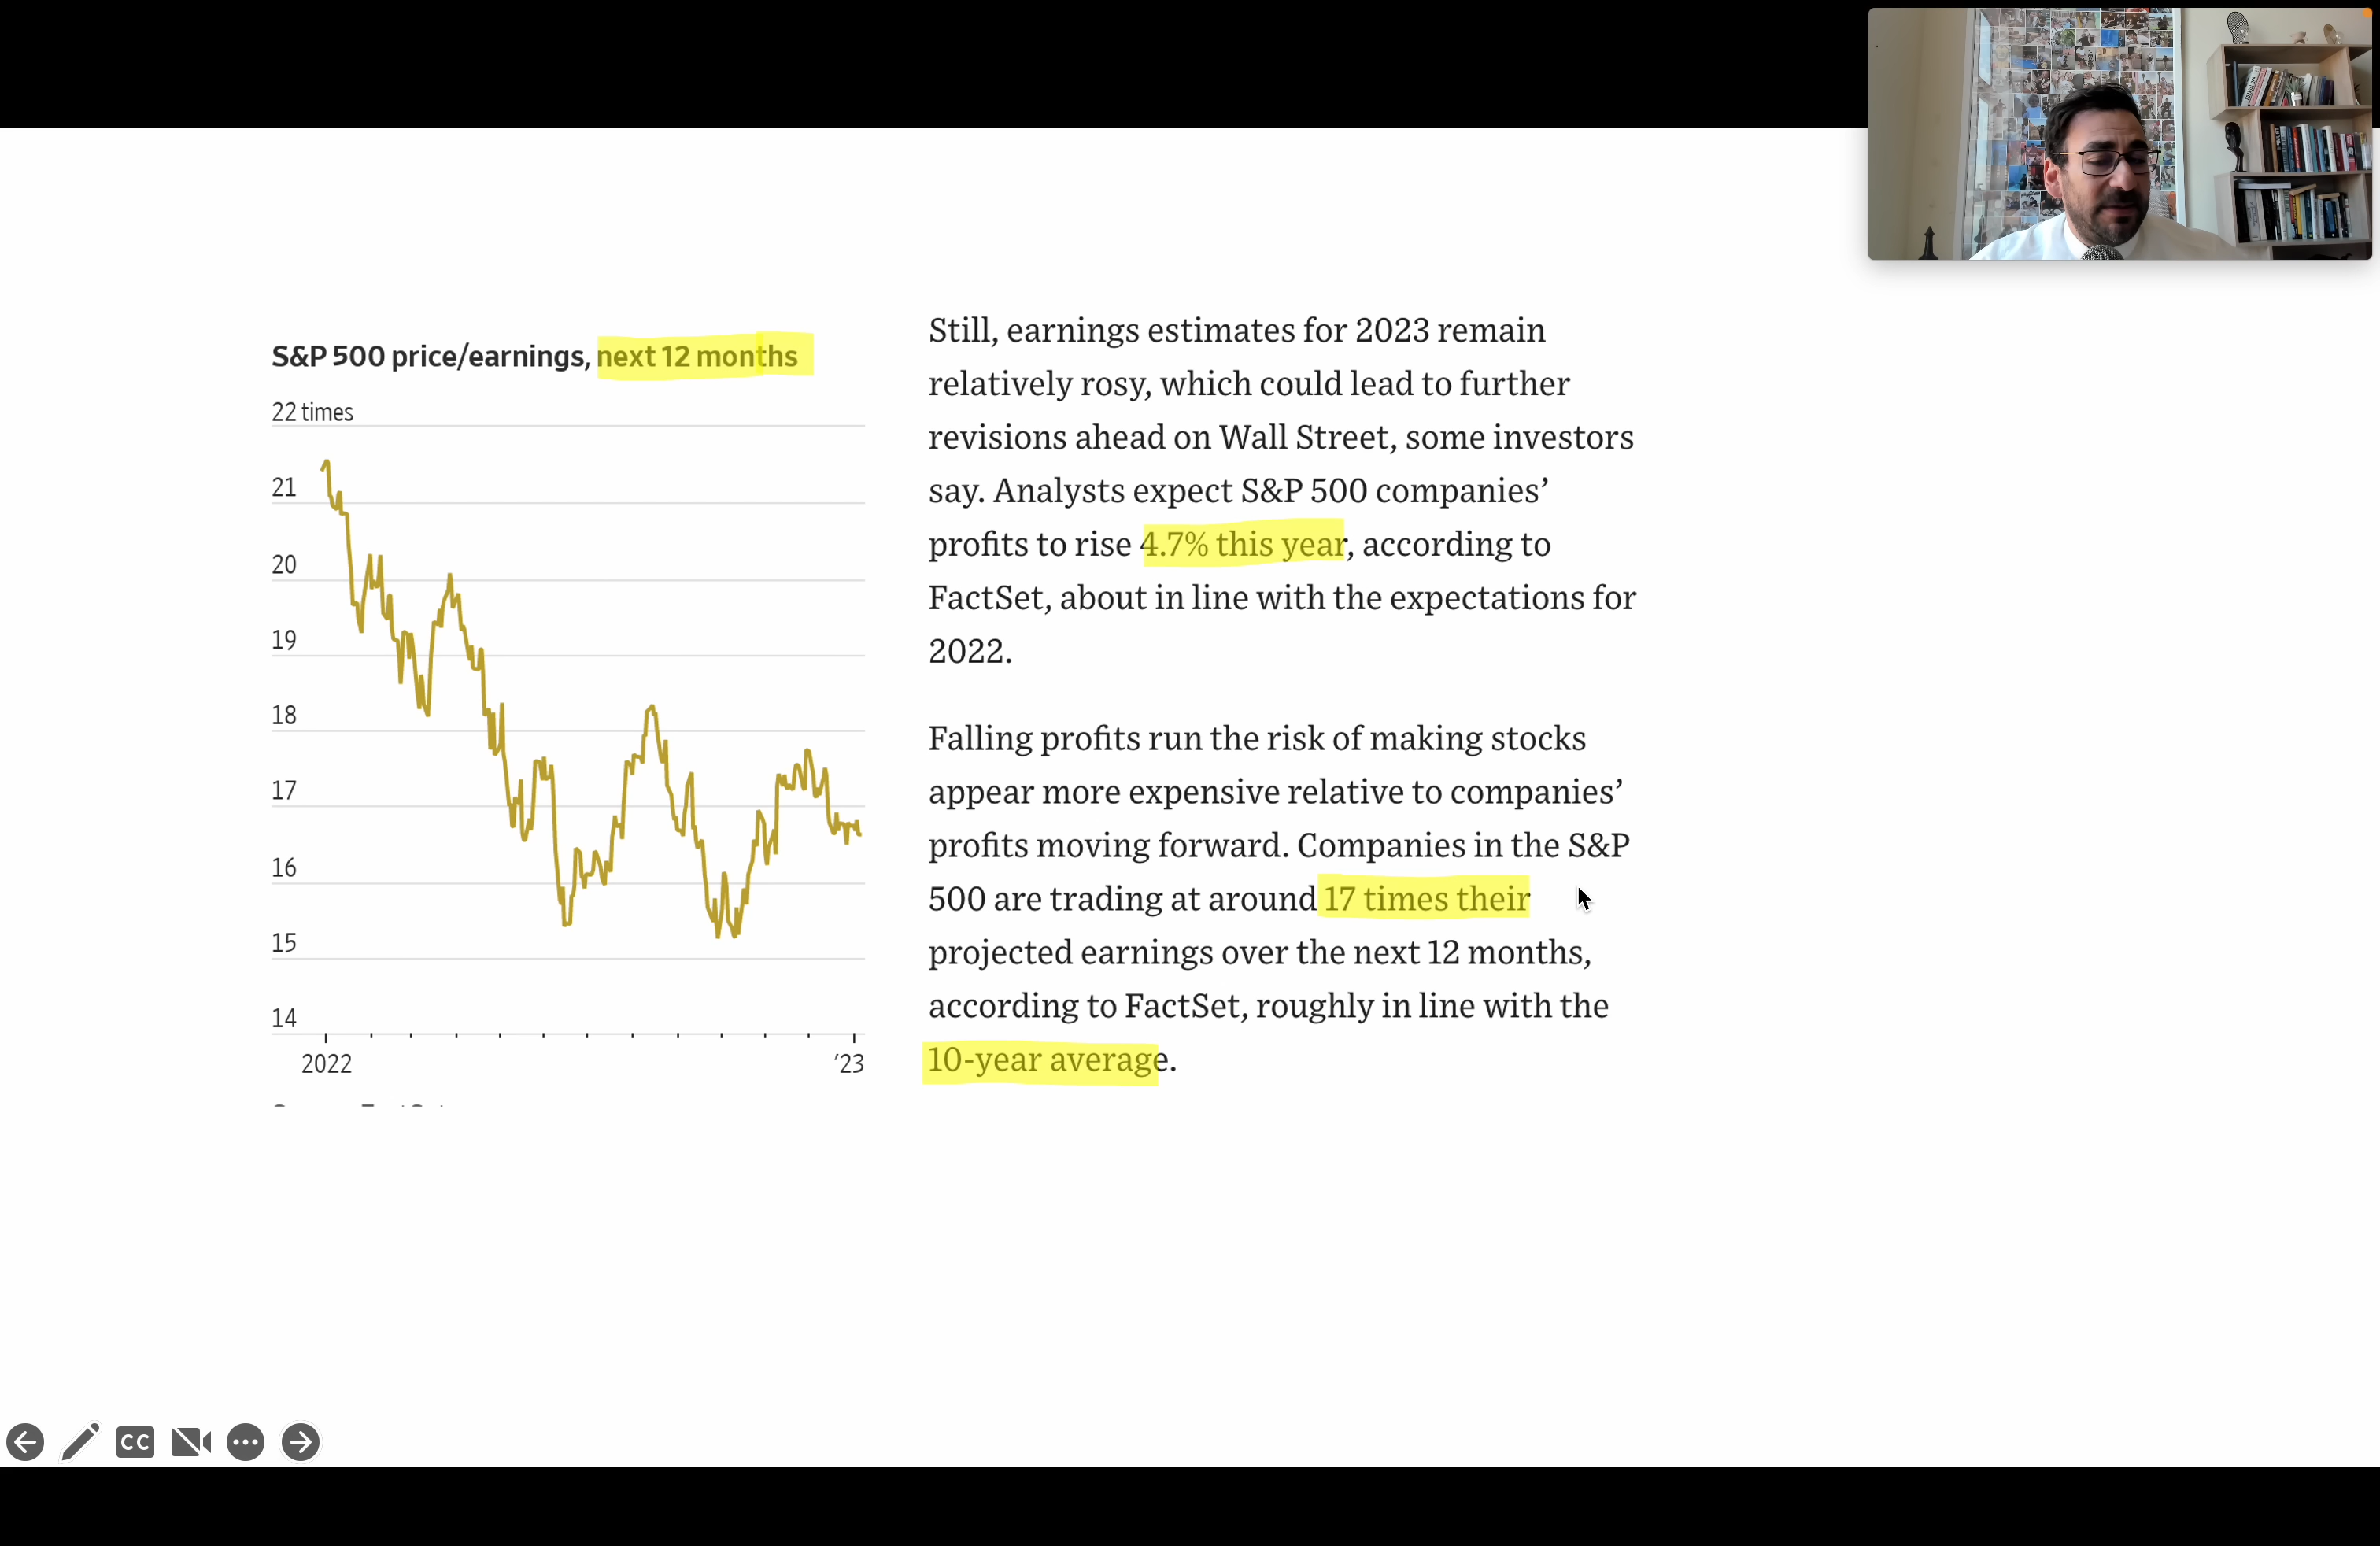 S&P 500 price/earnings, next 12 months
22 times
21
20
19
18
17
16
15
14
2022
'23
Still, earnings estimates for 2023 remain
relatively rosy, which could lead to further
revisions ahead on Wall Street, some investors
say. Analysts expect S&P 500 companies’
profits to rise 4.7% this year, according to
FactSet, about in line with the expectations for
2022.
Falling profits run the risk of making stocks
appear more expensive relative to companies’
profits moving forward. Companies in the S&P
500 are trading at around 17 times their
projected earnings over the next 12 months,
according to FactSet, roughly in line with the
10-year average.
CC